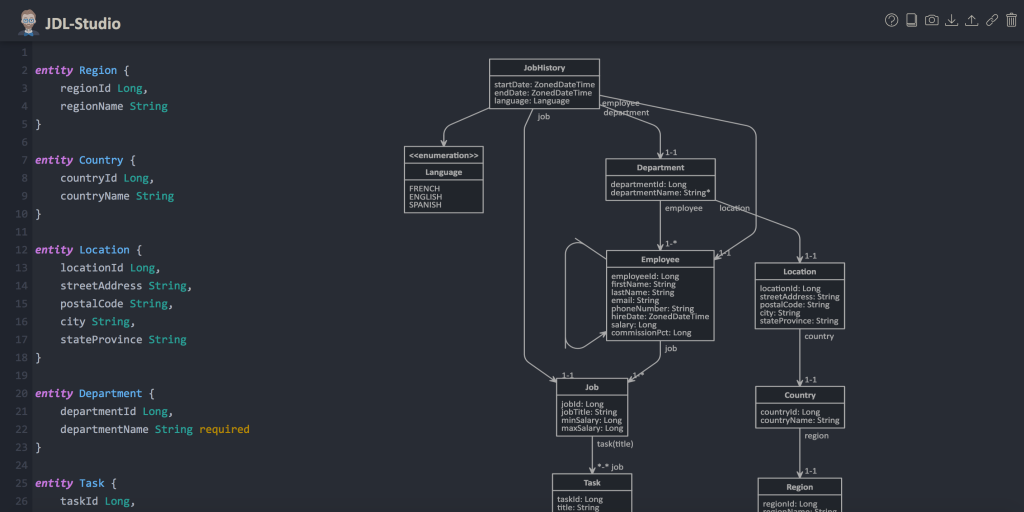 JDL-Studio
1
2 entity Region {
3 regionId Long,
4 regionName String
5 }
6
7 entity Country {
8 countryId Long,
9 countryName String
10 }
11
12 entity Location {
13 locationId Long,
14 streetAddress String,
15 postalCode String,
16 city String,
17 stateProvince String
18 }
19
20 entity Department {
21 departmentId Long,
22 departmentName String required
23 }
24
25 entity Task {
26 taskId Long,
JobHistory
startDate: ZonedDateTime
endDate: ZonedDateTime
language: Language
employee
department
job
<<enumeration>>
Language
FRENCH
ENGLISH
SPANISH
1-1
Department
departmentId: Long
departmentName: String*
employee
location
1-*
1-1
Employee
employeeId: Long
firstName: String
lastName: String
email: String
phoneNumber: String
hireDate: ZonedDateTime
salary: Long
commissionPct: Long
1-1
Location
locationId: Long
streetAddress: String
postalCode: String
city: String
stateProvince: String
job
country
1-1
1-*
Job
jobId: Long
jobTitle: String
minSalary: Long
maxSalary: Long
1-1
Country
countryId: Long
countryName: String
task(title)
region
*-* job
1-1
Task
taskId: Long
title: String
Region
regionId: Long
regionName: String